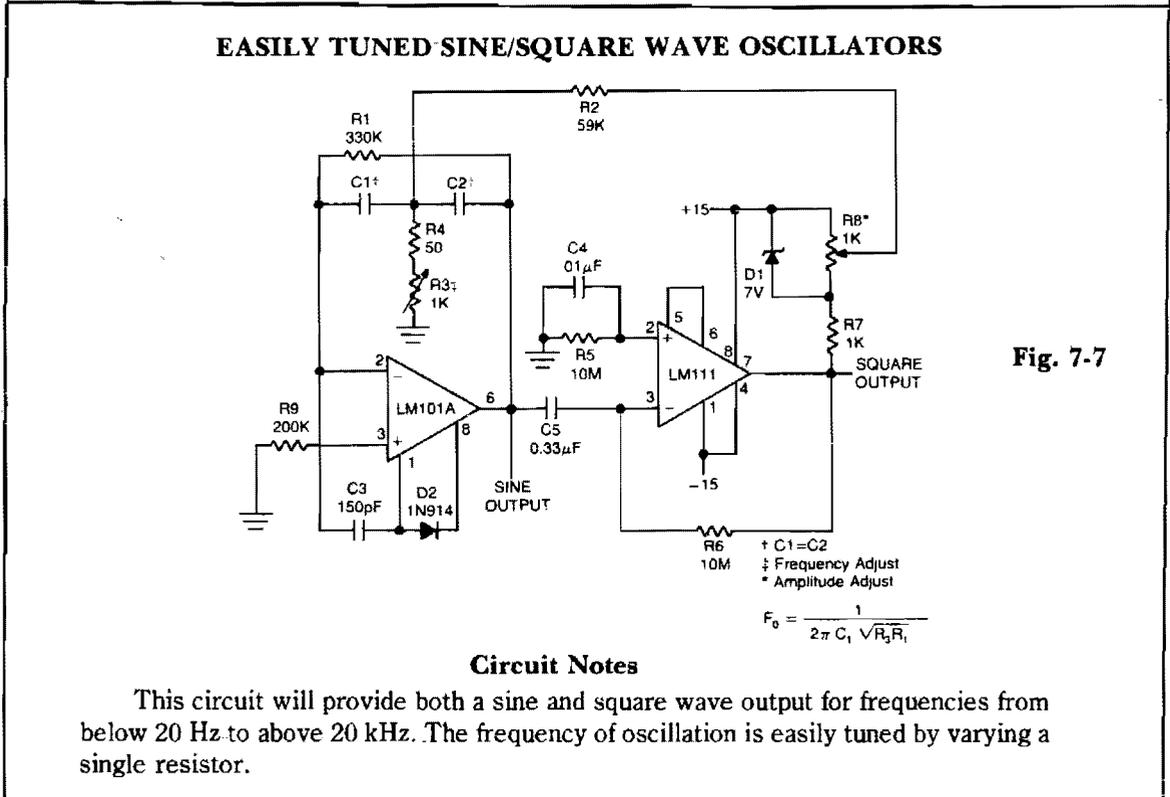 EASILY TUNED SINE/SQUARE WAVE OSCILLATORS
R2
59K
R1
330K
C1†
C2‡
R4
50
R3‡
1K
+15
R8*
1K
D1
7V
C4
01µF
R5
10M
2
+
5
6
8
7
LM111
4
1
3
−
R7
1K
SQUARE
OUTPUT
Fig. 7-7
2
−
LM101A
6
8
3
+
1
R9
200K
C5
0.33µF
−15
C3
150pF
D2
1N914
SINE
OUTPUT
R6
10M
† C1=C2
‡ Frequency Adjust
* Amplitude Adjust
F₀ = 1 / 2π C₁ √R₃R₁
Circuit Notes
This circuit will provide both a sine and square wave output for frequencies from
below 20 Hz to above 20 kHz. The frequency of oscillation is easily tuned by varying a
single resistor.